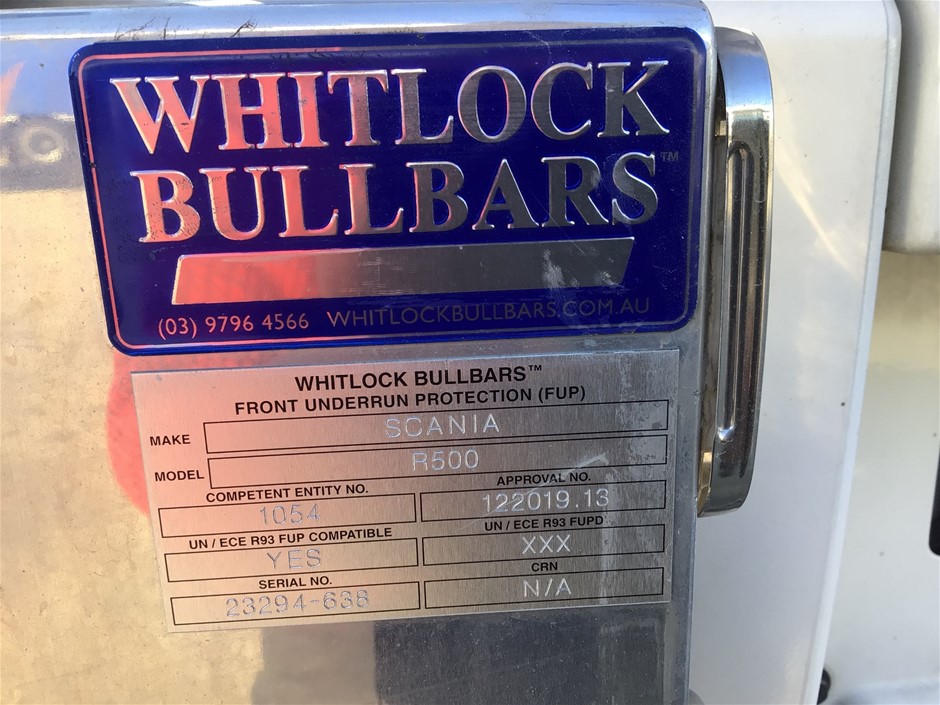 WHITLOCK
BULLBARS™
(03) 9796 4566 WHITLOCKBULLBARS.COM.AU
WHITLOCK BULLBARS™
FRONT UNDERRUN PROTECTION (FUP)
MAKE SCANIA
MODEL R500
COMPETENT ENTITY NO. APPROVAL NO.
1054 122019.13
UN / ECE R93 FUP COMPATIBLE UN / ECE R93 FUPD
YES XXX
SERIAL NO. CRN
23294-638 N/A